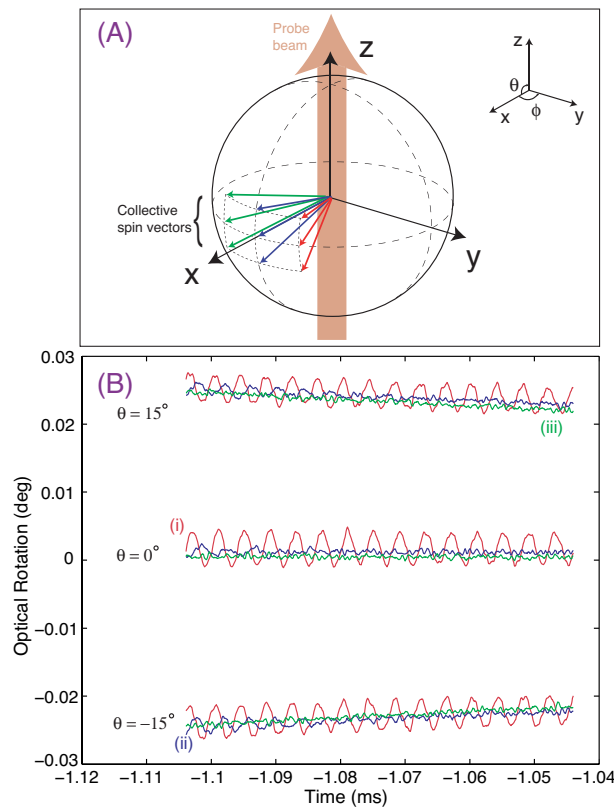 (A)
Probe
beam
z
z
θ
x
ϕ
y
Collective
spin vectors
x
y
(B)
0.03
0.02
0.01
0
−0.01
−0.02
−0.03
Optical Rotation (deg)
θ = 15°
(iii)
(i)
θ = 0°
θ = −15°
(ii)
−1.12
−1.11
−1.1
−1.09
−1.08
−1.07
−1.06
−1.05
−1.04
Time (ms)